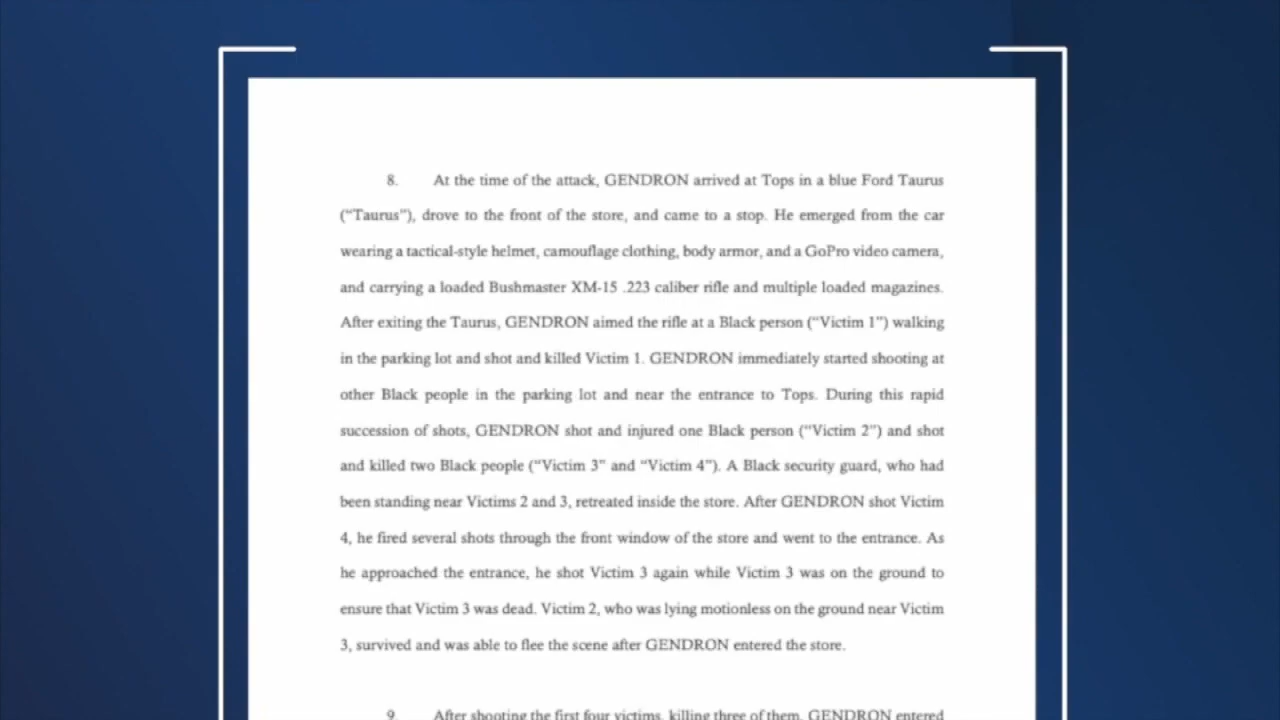 8. At the time of the attack, GENDRON arrived at Tops in a blue Ford Taurus
(“Taurus”), drove to the front of the store, and came to a stop. He emerged from the car
wearing a tactical-style helmet, camouflage clothing, body armor, and a GoPro video camera,
and carrying a loaded Bushmaster XM-15 .223 caliber rifle and multiple loaded magazines.
After exiting the Taurus, GENDRON aimed the rifle at a Black person (“Victim 1”) walking
in the parking lot and shot and killed Victim 1. GENDRON immediately started shooting at
other Black people in the parking lot and near the entrance to Tops. During this rapid
succession of shots, GENDRON shot and injured one Black person (“Victim 2”) and shot
and killed two Black people (“Victim 3” and “Victim 4”). A Black security guard, who had
been standing near Victims 2 and 3, retreated inside the store. After GENDRON shot Victim
4, he fired several shots through the front window of the store and went to the entrance. As
he approached the entrance, he shot Victim 3 again while Victim 3 was on the ground to
ensure that Victim 3 was dead. Victim 2, who was lying motionless on the ground near Victim
3, survived and was able to flee the scene after GENDRON entered the store.
9. After shooting the first four victims, killing three of them, GENDRON entered